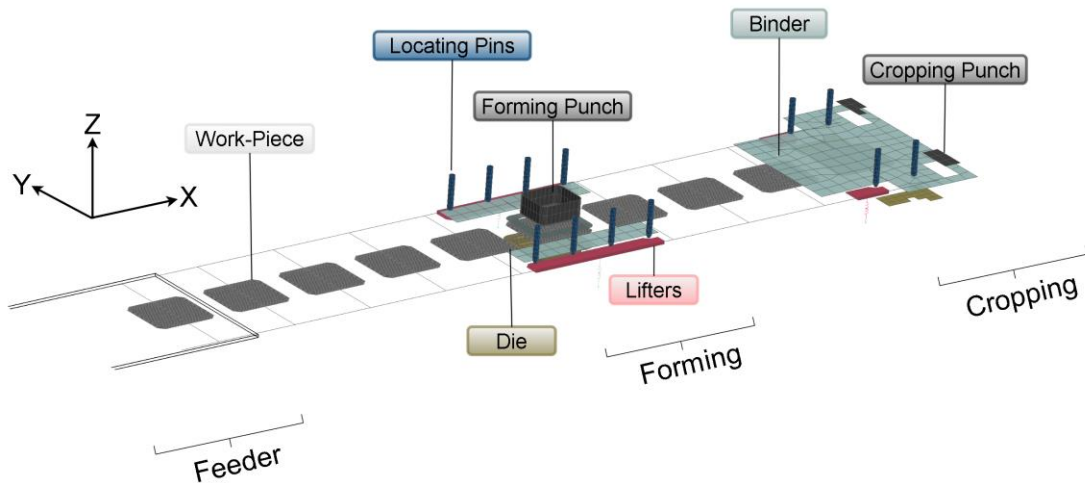 Binder
Locating Pins
Cropping Punch
Forming Punch
Z
Work-Piece
Y
X
Lifters
Cropping
Die
Forming
Feeder